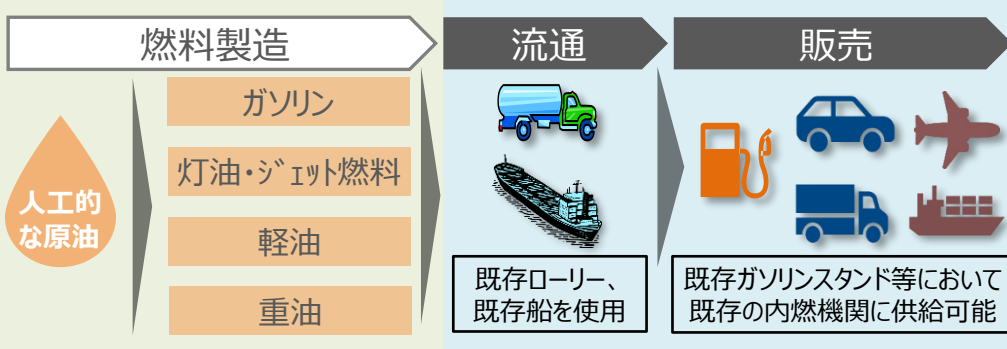 燃料製造
流通
販売
人工的
な原油
ガソリン
灯油・ｼﾞｪｯﾄ燃料
軽油
重油
既存ローリー、
既存船を使用
既存ガソリンスタンド等において
既存の内燃機関に供給可能